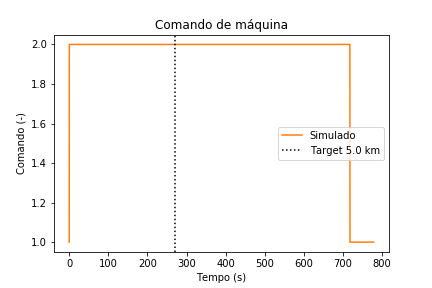 Comando de máquina
2.0
1.8
1.6
1.4
1.2
1.0
Comando (-)
Simulado
Target 5.0 km
0 100 200 300 400 500 600 700 800
Tempo (s)